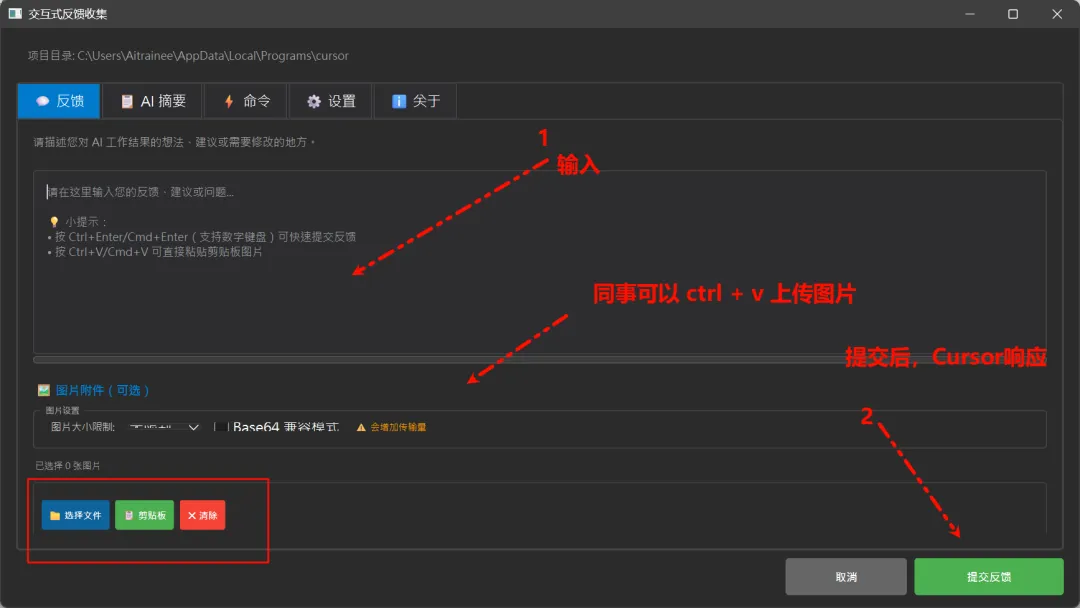 交互式反馈收集
项目目录: C:\Users\Aitrainee\AppData\Local\Programs\cursor
反馈
AI 摘要
命令
设置
关于
请描述您对 AI 工作结果的想法、建议或需要修改的地方。
1
输入
请在这里输入您的反馈、建议或问题...
小提示：
• 按 Ctrl+Enter/Cmd+Enter（支持数字键盘）可快速提交反馈
• 按 Ctrl+V/Cmd+V 可直接粘贴剪贴板图片
同事可以 ctrl + v 上传图片
提交后，Cursor响应
图片附件（可选）
图片设置
图片大小限制:
Base64 兼容模式
会增加传输量
2
已选择 0 张图片
选择文件
剪贴板
清除
取消
提交反馈